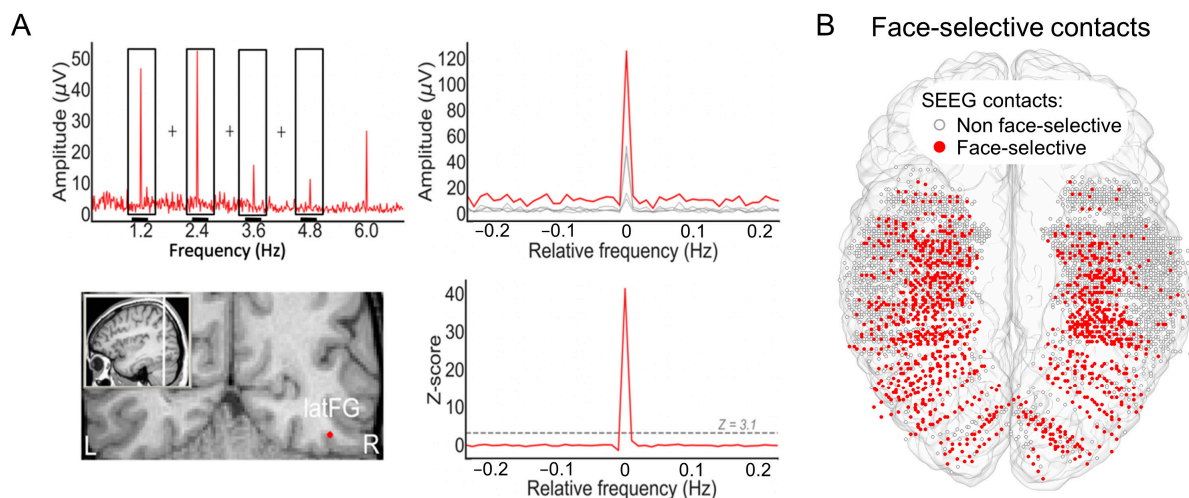 A
Amplitude (µV)
50
40
30
20
10
0
+ + +
1.2 2.4 3.6 4.8 6.0
Frequency (Hz)
Amplitude (µV)
120
100
80
60
40
20
0
−0.2 −0.1 0 0.1 0.2
Relative frequency (Hz)
latFG
L R
Z-score
40
30
20
10
0
Z = 3.1
−0.2 −0.1 0 0.1 0.2
Relative frequency (Hz)
B Face-selective contacts
SEEG contacts:
Non face-selective
Face-selective